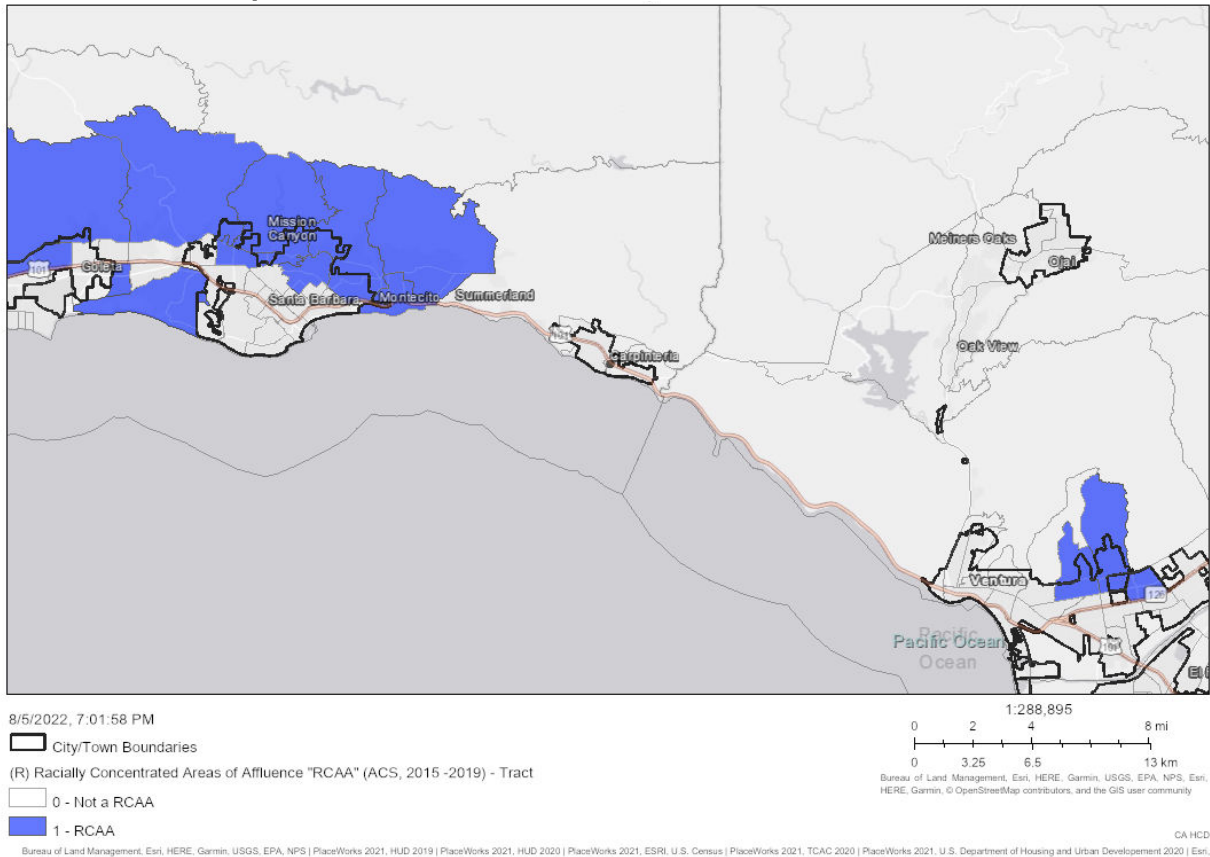 Mission
Canyon
Goleta
101
Santa Barbara
Montecito
Summerland
101
Carpinteria
Meiners Oaks
Ojai
Oak View
Ventura
126
101
Pacific Ocean
Pacific
Ocean
8/5/2022, 7:01:58 PM
City/Town Boundaries
(R) Racially Concentrated Areas of Affluence "RCAA" (ACS, 2015 -2019) - Tract
0 - Not a RCAA
1 - RCAA
1:288,895
0 2 4 8 mi
0 3.25 6.5 13 km
Bureau of Land Management, Esri, HERE, Garmin, USGS, EPA, NPS, Esri,
HERE, Garmin, © OpenStreetMap contributors, and the GIS user community
CA HCD
Bureau of Land Management, Esri, HERE, Garmin, USGS, EPA, NPS | PlaceWorks 2021, HUD 2019 | PlaceWorks 2021, HUD 2020 | PlaceWorks 2021, ESRI, U.S. Census | PlaceWorks 2021, TCAC 2020 | PlaceWorks 2021, U.S. Department of Housing and Urban Developement 2020 | Esri,